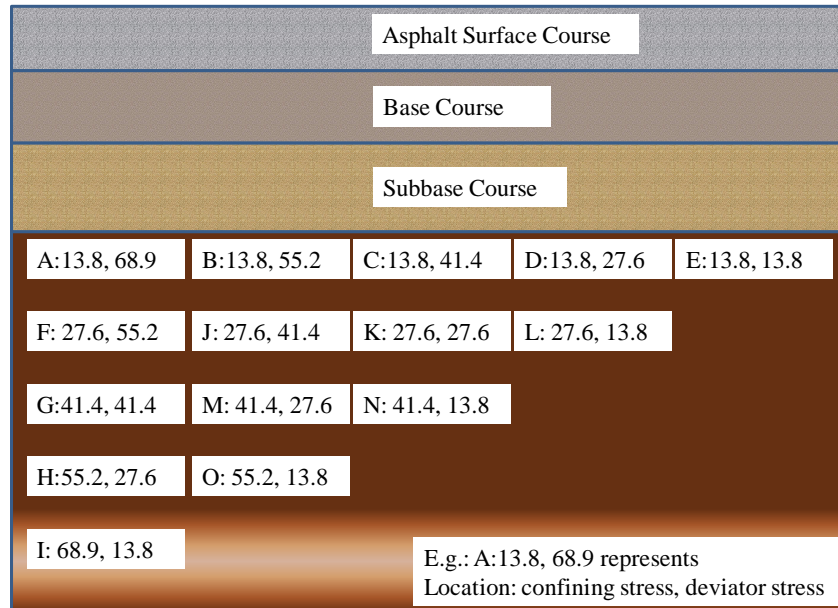 Asphalt Surface Course
Base Course
Subbase Course
A:13.8, 68.9
B:13.8, 55.2
C:13.8, 41.4
D:13.8, 27.6
E:13.8, 13.8
F: 27.6, 55.2
J: 27.6, 41.4
K: 27.6, 27.6
L: 27.6, 13.8
G:41.4, 41.4
M: 41.4, 27.6
N: 41.4, 13.8
H:55.2, 27.6
O: 55.2, 13.8
I: 68.9, 13.8
E.g.: A:13.8, 68.9 represents
Location: confining stress, deviator stress